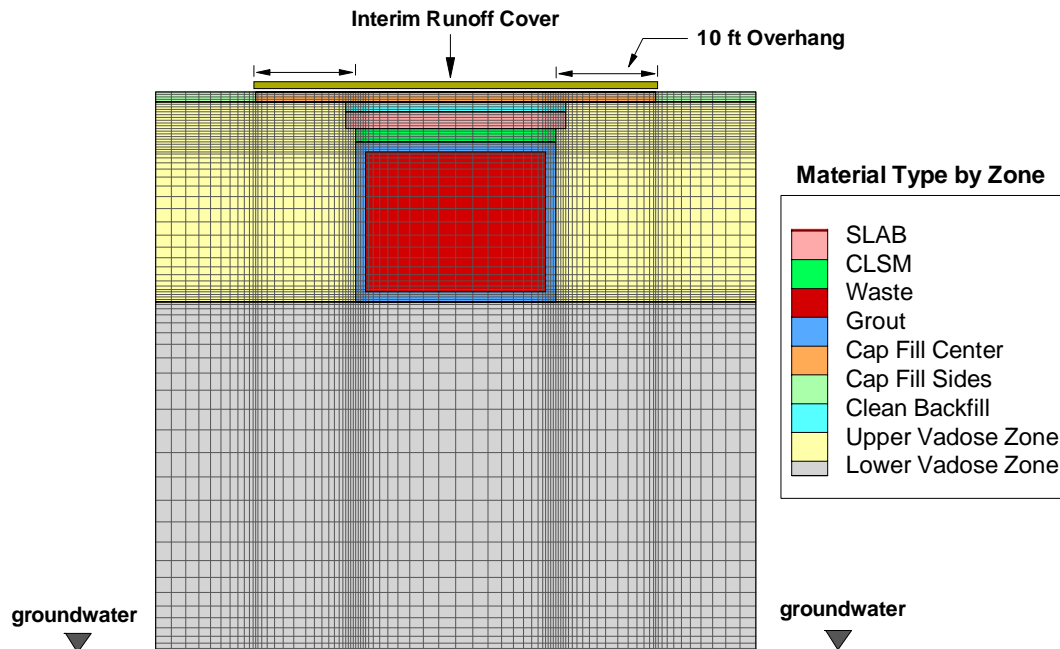 Interim Runoff Cover
10 ft Overhang
Material Type by Zone
SLAB
CLSM
Waste
Grout
Cap Fill Center
Cap Fill Sides
Clean Backfill
Upper Vadose Zone
Lower Vadose Zone
groundwater
groundwater